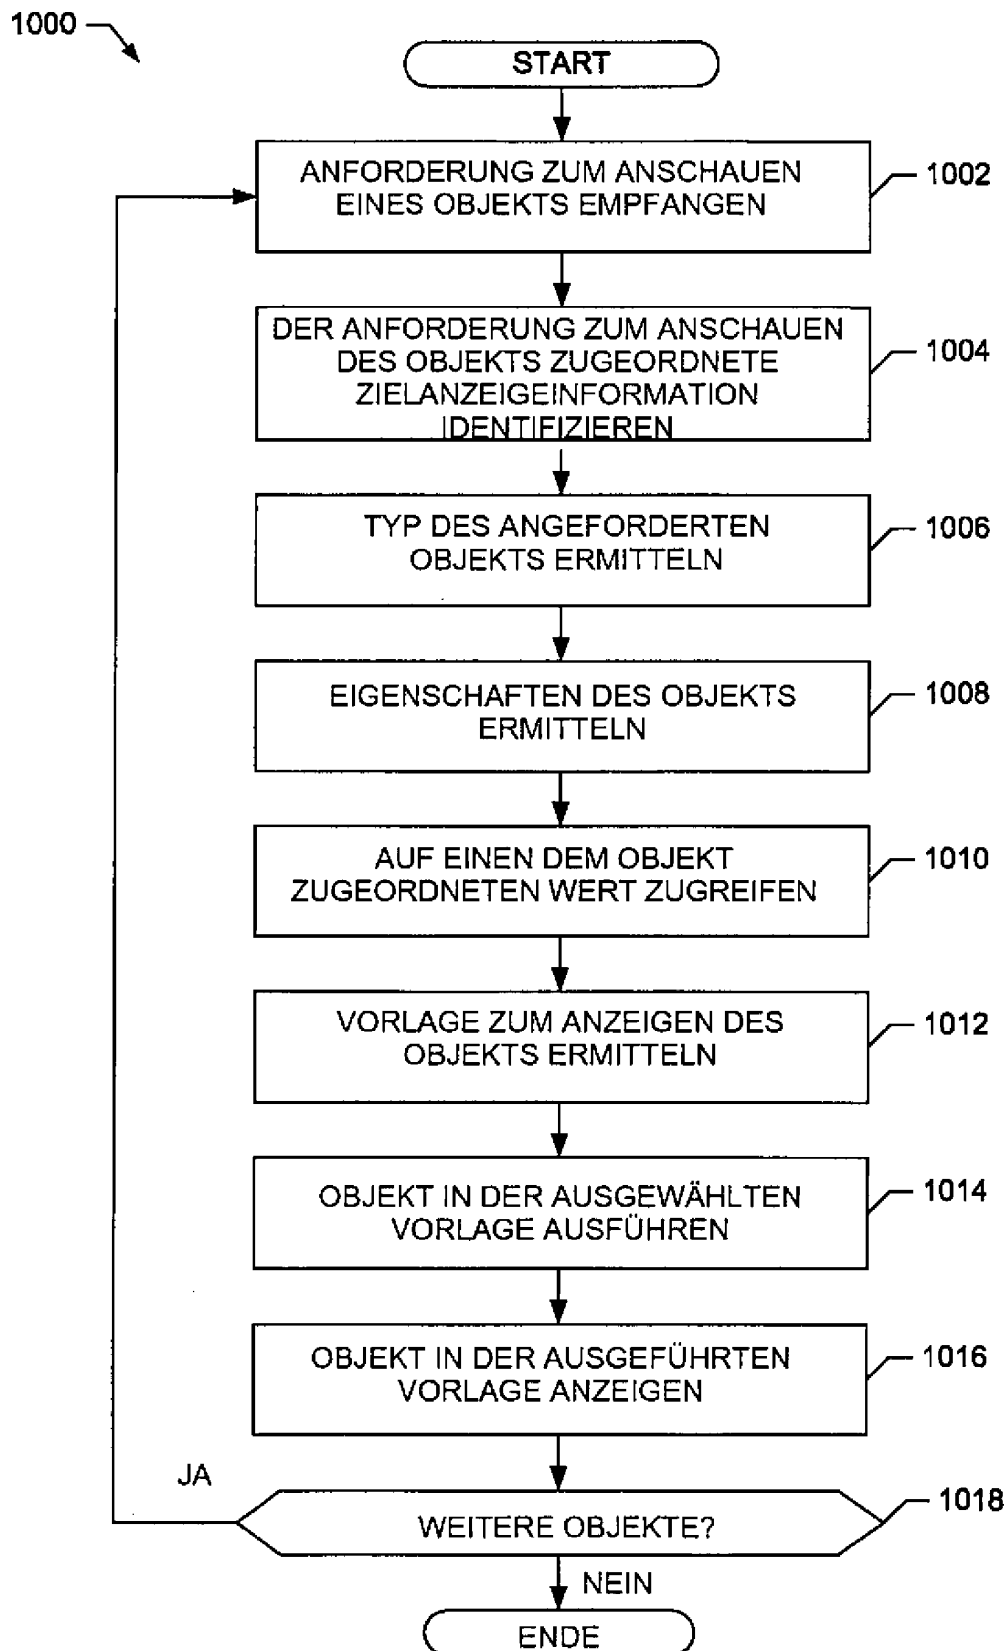 1000
START
ANFORDERUNG ZUM ANSCHAUEN
EINES OBJEKTS EMPFANGEN
1002
DER ANFORDERUNG ZUM ANSCHAUEN
DES OBJEKTS ZUGEORDNETE
ZIELANZEIGEINFORMATION
IDENTIFIZIEREN
1004
TYP DES ANGEFORDERTEN
OBJEKTS ERMITTELN
1006
EIGENSCHAFTEN DES OBJEKTS
ERMITTELN
1008
AUF EINEN DEM OBJEKT
ZUGEORDNETEN WERT ZUGREIFEN
1010
VORLAGE ZUM ANZEIGEN DES
OBJEKTS ERMITTELN
1012
OBJEKT IN DER AUSGEWÄHLTEN
VORLAGE AUSFÜHREN
1014
OBJEKT IN DER AUSGEFÜHRTEN
VORLAGE ANZEIGEN
1016
JA
WEITERE OBJEKTE?
1018
NEIN
ENDE